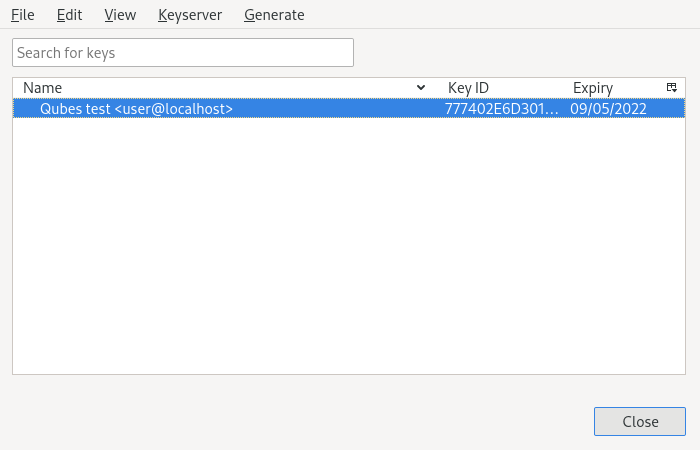 File Edit View Keyserver Generate
Search for keys
Name Key ID Expiry
Qubes test <user@localhost> 777402E6D301... 09/05/2022
Close